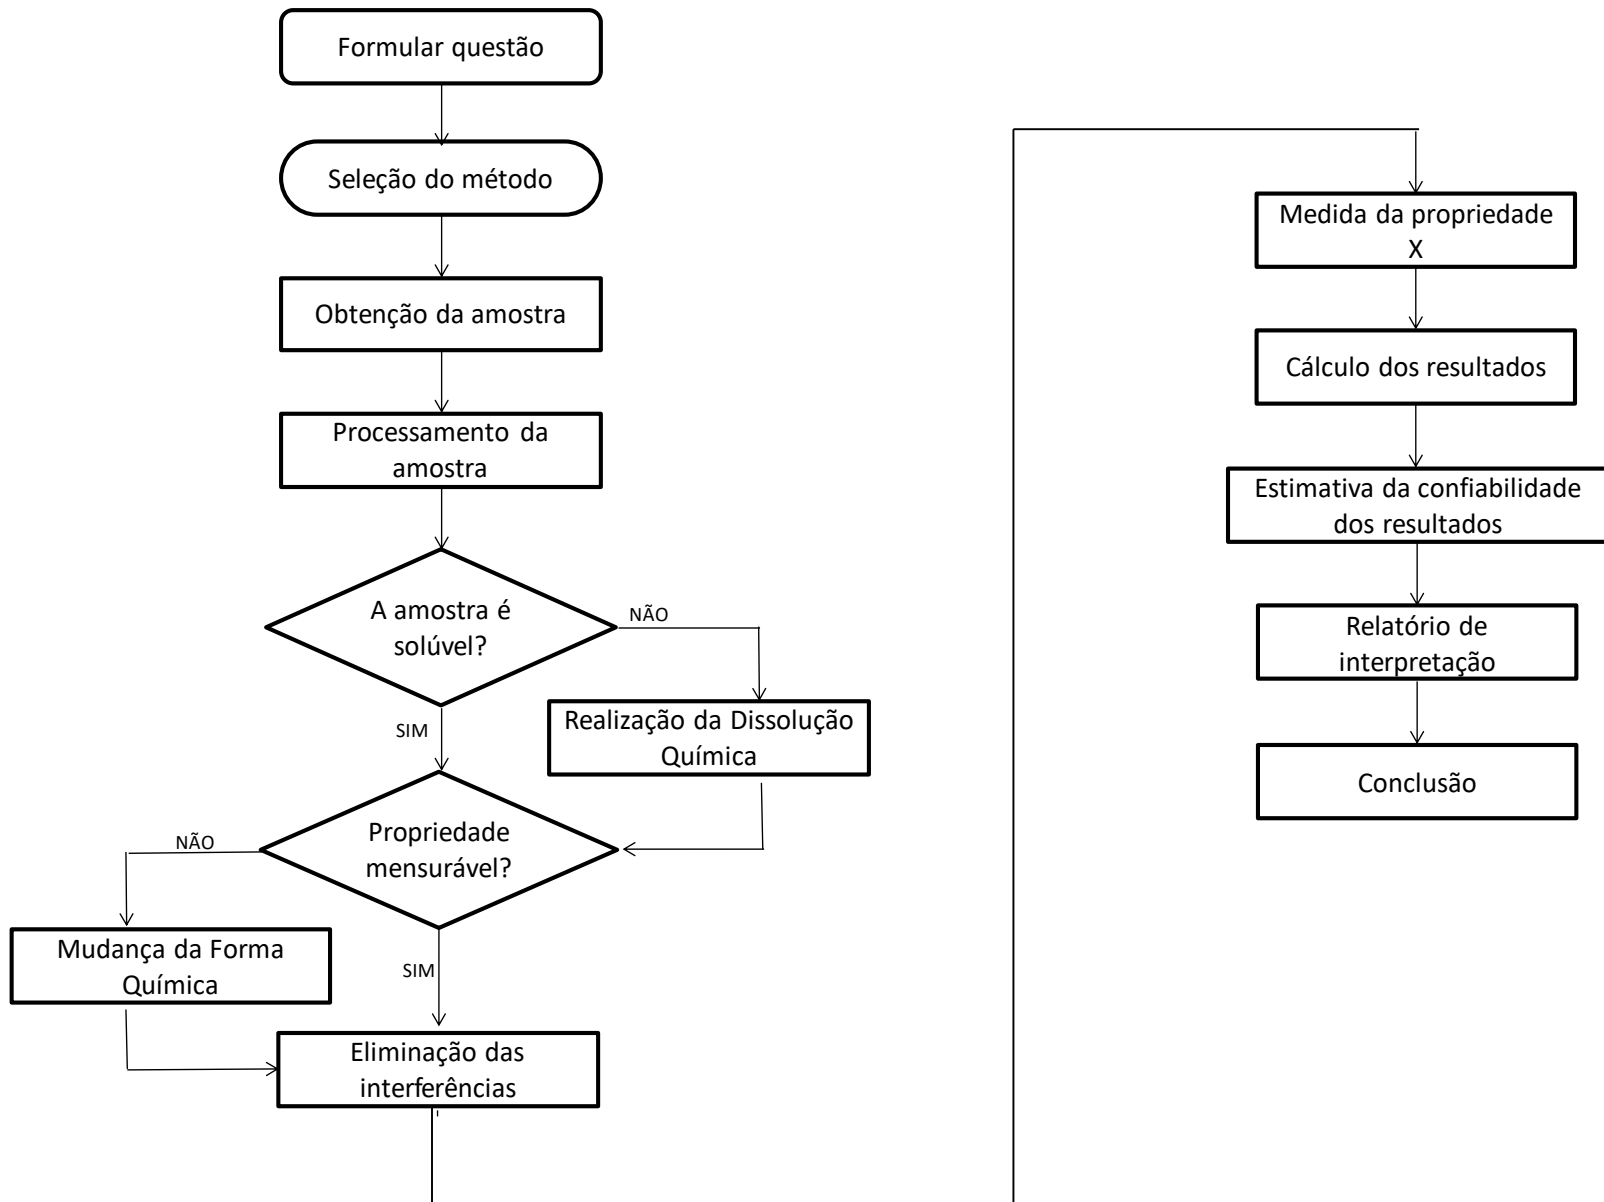 Formular questão
Seleção do método
Obtenção da amostra
Processamento da
amostra
A amostra é
solúvel?
NÃO
SIM
Realização da Dissolução
Química
Propriedade
mensurável?
NÃO
SIM
Mudança da Forma
Química
Eliminação das
interferências
Medida da propriedade
X
Cálculo dos resultados
Estimativa da confiabilidade
dos resultados
Relatório de
interpretação
Conclusão